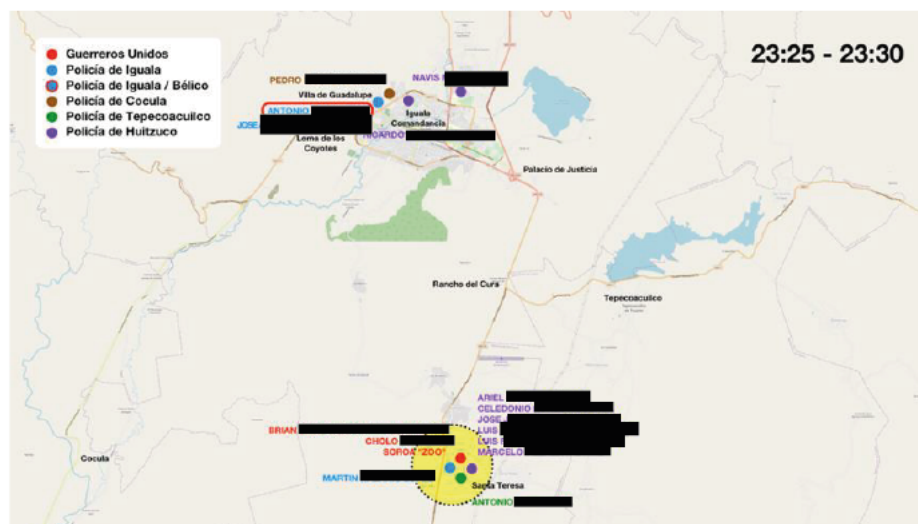 23:25 - 23:30
Guerreros Unidos
Policía de Iguala
Policía de Iguala / Bélico
Policía de Cocula
Policía de Tepecoacuilco
Policía de Huitzuco
PEDRO
NAVIS
Villa de Guadalupe
ANTONIO
JOSE
Iguala
Comandancia
RICARDO
Loma de los
Coyotes
Palacio de Justicia
Rancho del Cura
Tepecoacuilco
ARIEL
CELEDONIO
JOSE
LUIS
LUIS
MARCELO
BRIAN
CHOLO
SOROA "ZDO"
Cocula
MARTIN
Santa Teresa
ANTONIO